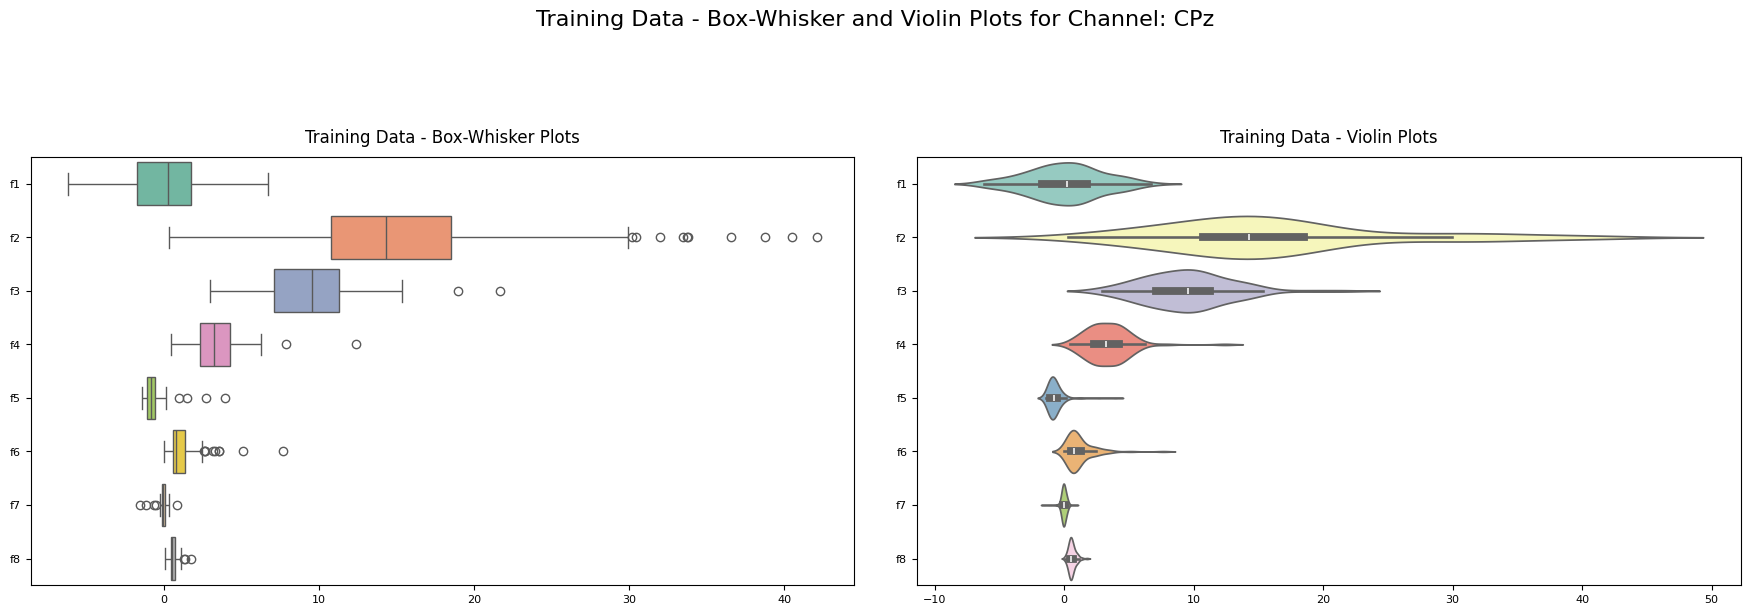 Training Data - Box-Whisker and Violin Plots for Channel: CPz
Training Data - Box-Whisker Plots
f1
f2
f3
f4
f5
f6
f7
f8
0 10 20 30 40
Training Data - Violin Plots
f1
f2
f3
f4
f5
f6
f7
f8
−10 0 10 20 30 40 50